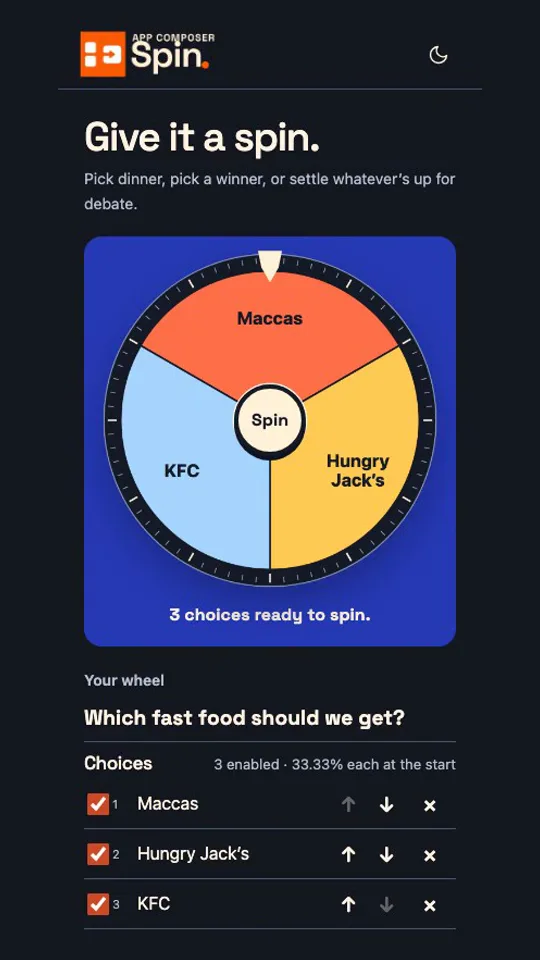 APP COMPOSER
Spin.
Give it a spin.
Pick dinner, pick a winner, or settle whatever’s up for
debate.
Maccas
Spin
KFC
Hungry
Jack’s
3 choices ready to spin.
Your wheel
Which fast food should we get?
Choices 3 enabled · 33.33% each at the start
1 Maccas
2 Hungry Jack’s
3 KFC